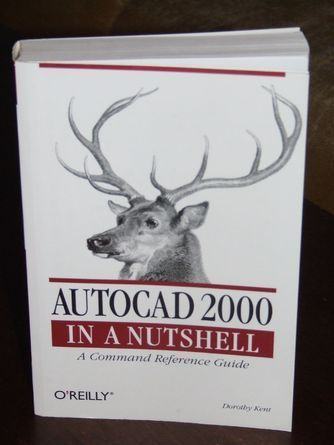 AUTOCAD 2000
IN A NUTSHELL
A Command Reference Guide
O'REILLY®
Dorothy Kent